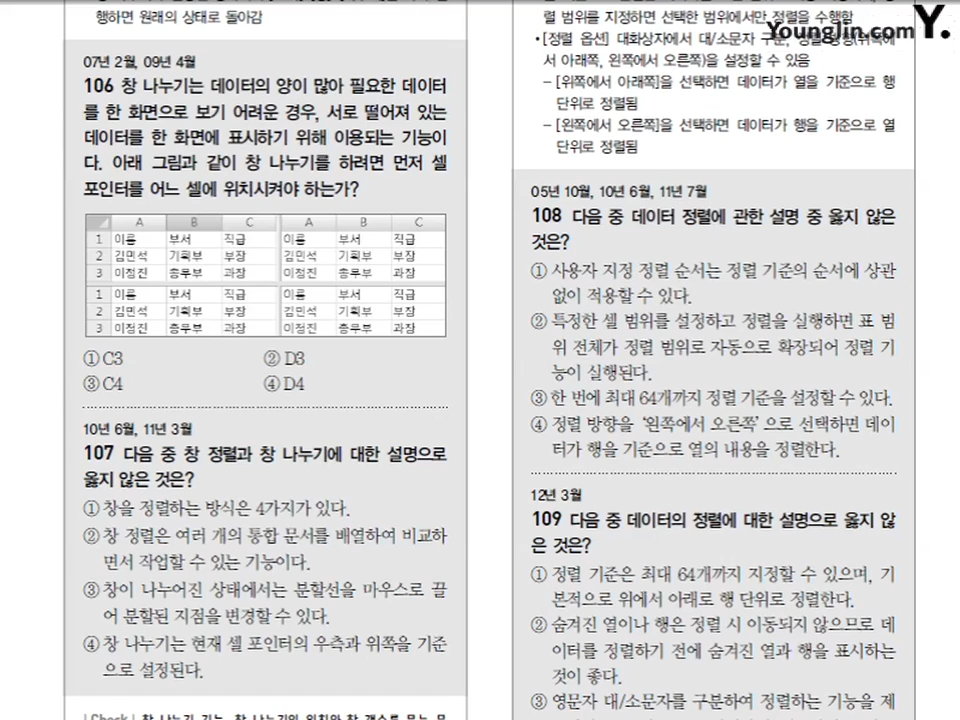 행하면 원래의 상태로 돌아감
07년 2월, 09년 4월
106 창 나누기는 데이터의 양이 많아 필요한 데이터
를 한 화면으로 보기 어려운 경우, 서로 떨어져 있는
데이터를 한 화면에 표시하기 위해 이용되는 기능이
다. 아래 그림과 같이 창 나누기를 하려면 먼저 셀
포인터를 어느 셀에 위치시켜야 하는가?
A B C A B C
1 이름 부서 직급 이름 부서 직급
2 김민석 기획부 부장 김민석 기획부 부장
3 이정진 총무부 과장 이정진 총무부 과장
1 이름 부서 직급 이름 부서 직급
2 김민석 기획부 부장 김민석 기획부 부장
3 이정진 총무부 과장 이정진 총무부 과장
① C3 ② D3
③ C4 ④ D4
10년 6월, 11년 3월
107 다음 중 창 정렬과 창 나누기에 대한 설명으로
옳지 않은 것은?
① 창을 정렬하는 방식은 4가지가 있다.
② 창 정렬은 여러 개의 통합 문서를 배열하여 비교하
면서 작업할 수 있는 기능이다.
③ 창이 나누어진 상태에서는 분할선을 마우스로 끌
어 분할된 지점을 변경할 수 있다.
④ 창 나누기는 현재 셀 포인터의 우측과 위쪽을 기준
으로 설정된다.
렬 범위를 지정하면 선택한 범위에서만 정렬을 수행함
Y.
Youngjin.com
• [정렬 옵션] 대화상자에서 대/소문자 구분, 정렬 방향(위쪽에
서 아래쪽, 왼쪽에서 오른쪽)을 설정할 수 있음
– [위쪽에서 아래쪽]을 선택하면 데이터가 열을 기준으로 행
단위로 정렬됨
– [왼쪽에서 오른쪽]을 선택하면 데이터가 행을 기준으로 열
단위로 정렬됨
05년 10월, 10년 6월, 11년 7월
108 다음 중 데이터 정렬에 관한 설명 중 옳지 않은
것은?
① 사용자 지정 정렬 순서는 정렬 기준의 순서에 상관
없이 적용할 수 있다.
② 특정한 셀 범위를 설정하고 정렬을 실행하면 표 범
위 전체가 정렬 범위로 자동으로 확장되어 정렬 기
능이 실행된다.
③ 한 번에 최대 64개까지 정렬 기준을 설정할 수 있다.
④ 정렬 방향을 ‘왼쪽에서 오른쪽’으로 선택하면 데이
터가 행을 기준으로 열의 내용을 정렬한다.
12년 3월
109 다음 중 데이터의 정렬에 대한 설명으로 옳지 않
은 것은?
① 정렬 기준은 최대 64개까지 지정할 수 있으며, 기
본적으로 위에서 아래로 행 단위로 정렬한다.
② 숨겨진 열이나 행은 정렬 시 이동되지 않으므로 데
이터를 정렬하기 전에 숨겨진 열과 행을 표시하는
것이 좋다.
③ 영문자 대/소문자를 구분하여 정렬하는 기능을 제